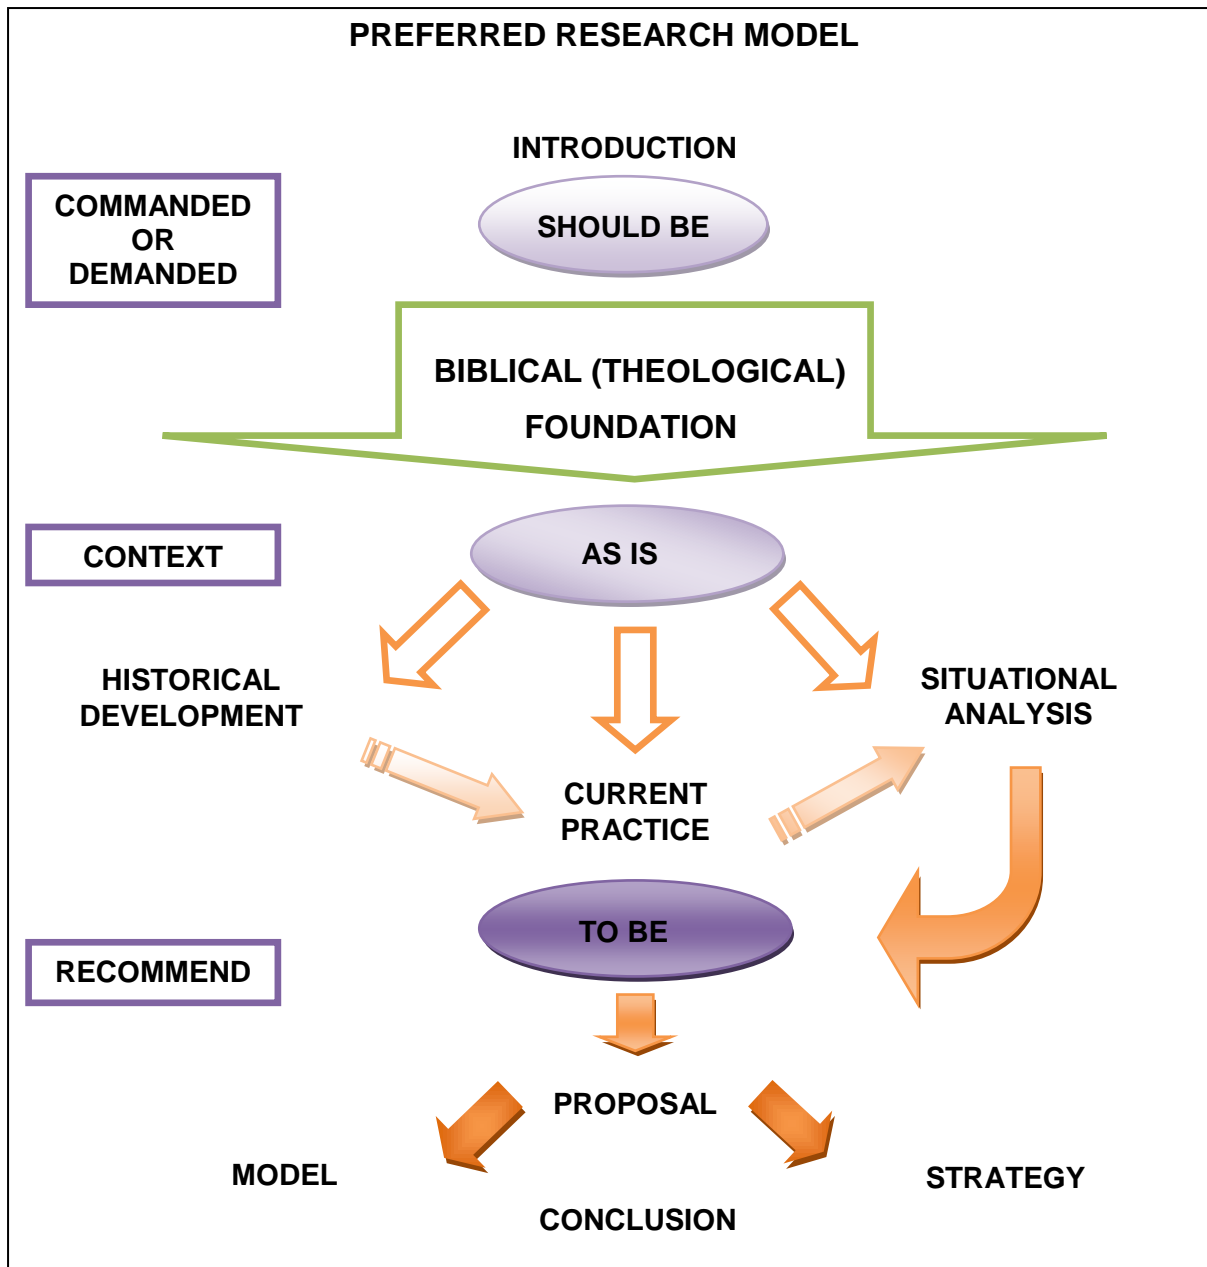 PREFERRED RESEARCH MODEL
INTRODUCTION
COMMANDED
OR
DEMANDED
SHOULD BE
BIBLICAL (THEOLOGICAL)
FOUNDATION
CONTEXT
AS IS
HISTORICAL
DEVELOPMENT
SITUATIONAL
ANALYSIS
CURRENT
PRACTICE
TO BE
RECOMMEND
PROPOSAL
MODEL
STRATEGY
CONCLUSION